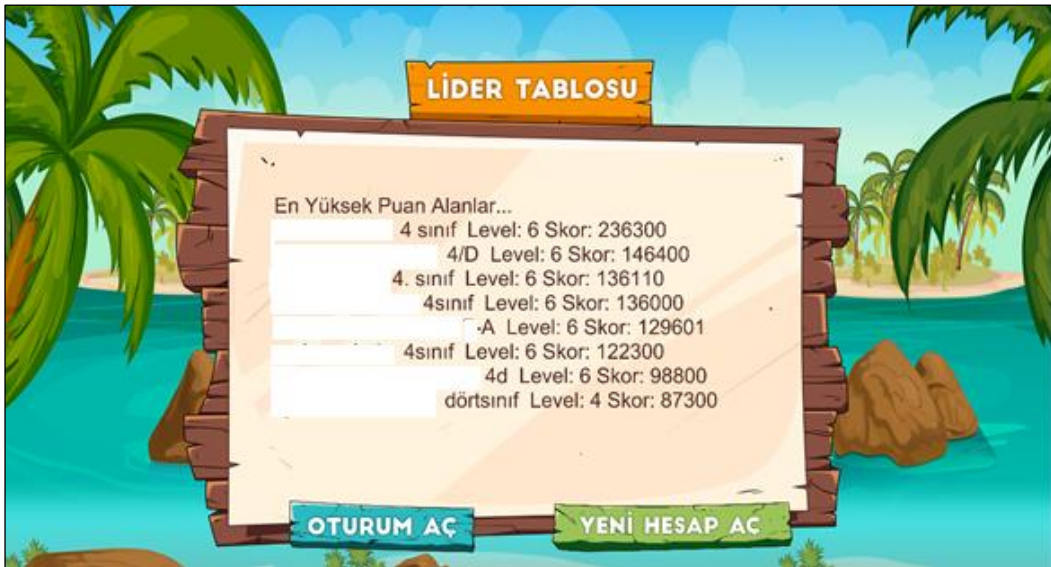 LİDER TABLOSU
En Yüksek Puan Alanlar...
4 sınıf Level: 6 Skor: 236300
4/D Level: 6 Skor: 146400
4. sınıf Level: 6 Skor: 136110
4sınıf Level: 6 Skor: 136000
-A Level: 6 Skor: 129601
4sınıf Level: 6 Skor: 122300
4d Level: 6 Skor: 98800
dörtsınıf Level: 4 Skor: 87300
OTURUM AÇ
YENİ HESAP AÇ